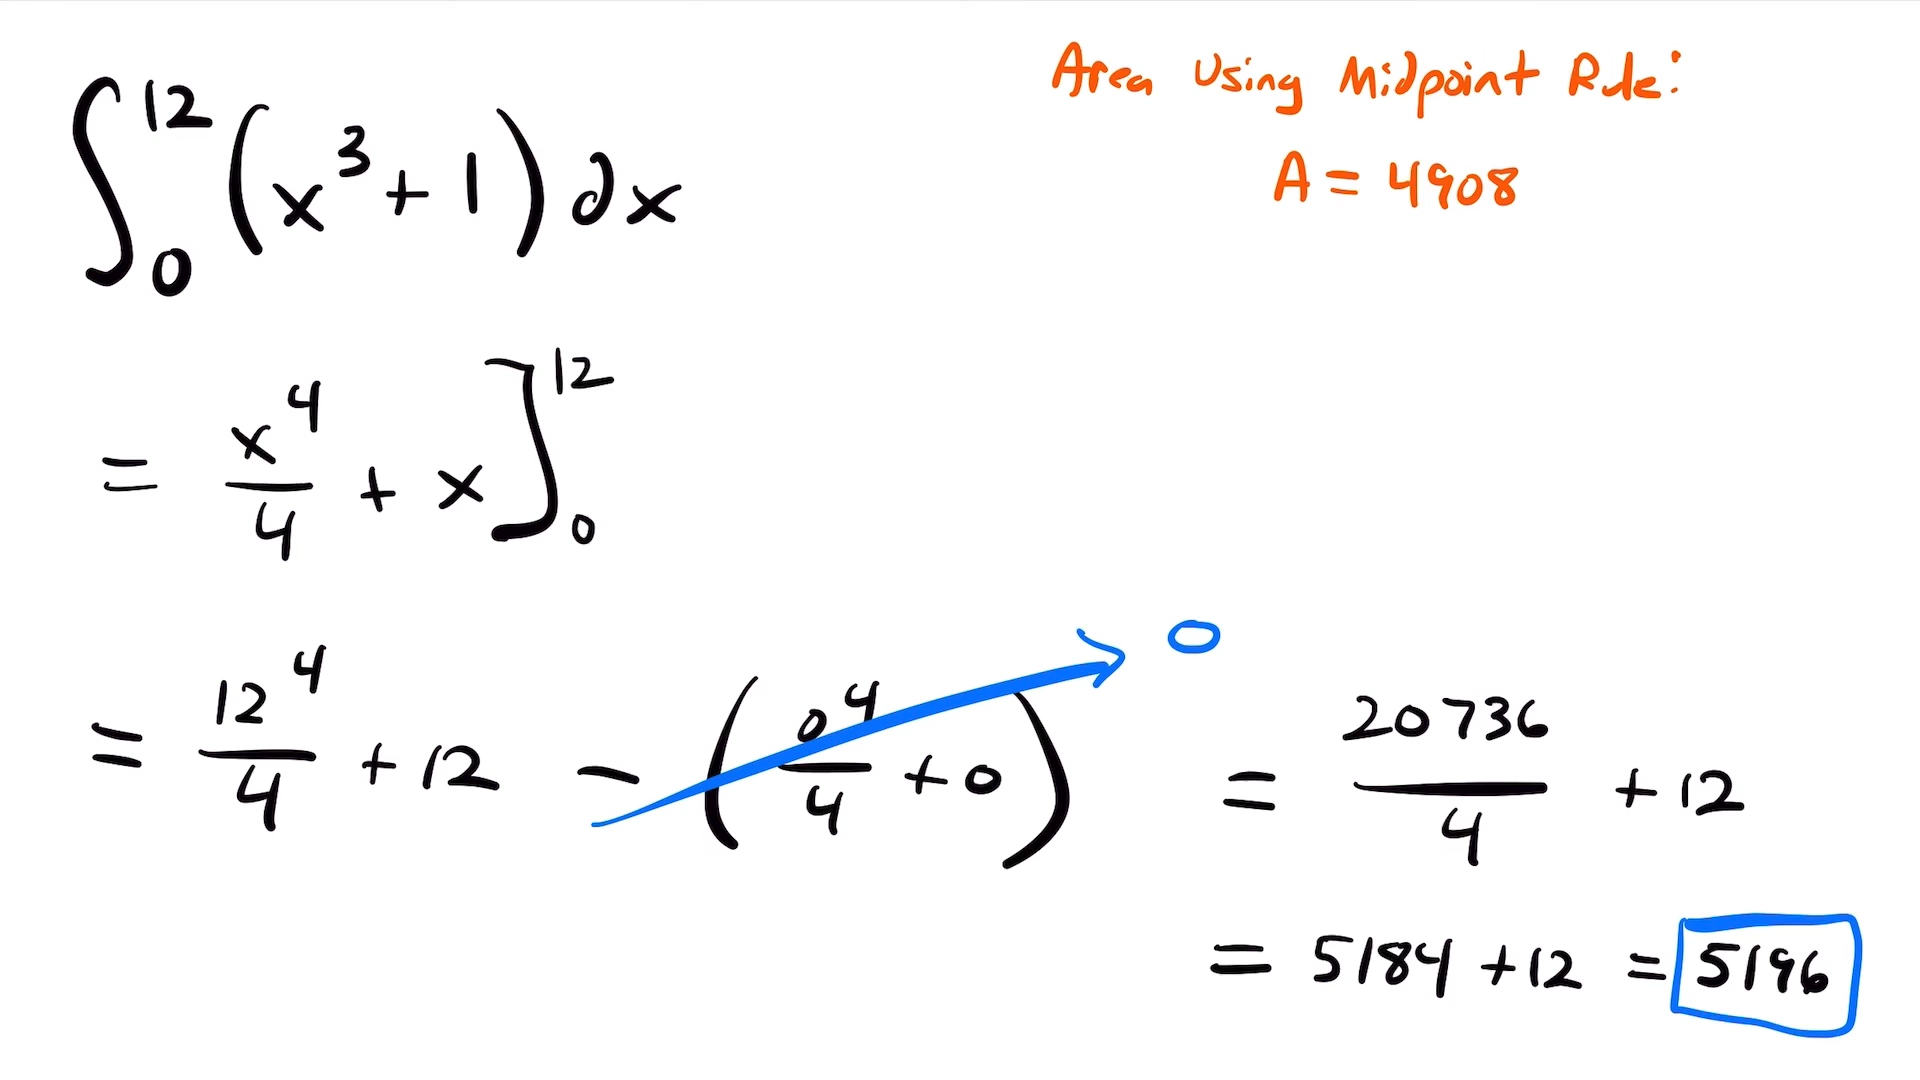 ∫₀¹² (x³ + 1) dx
Area Using Midpoint Rule:
A = 4908
= x⁴/4 + x]₀¹²
= 12⁴/4 + 12 - (0⁴/4 + 0) → 0 = 20736/4 + 12
= 5184 + 12 = 5196